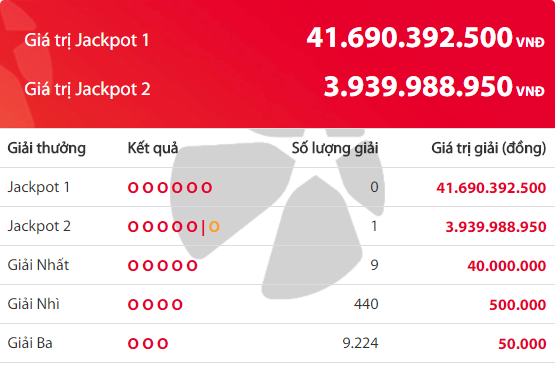 Giá trị Jackpot 1 41.690.392.500 VNĐ
Giá trị Jackpot 2 3.939.988.950 VNĐ
Giải thưởng Kết quả Số lượng giải Giá trị giải (đồng)
Jackpot 1 O O O O O O 0 41.690.392.500
Jackpot 2 O O O O O | O 1 3.939.988.950
Giải Nhất O O O O O 9 40.000.000
Giải Nhì O O O O 440 500.000
Giải Ba O O O 9.224 50.000